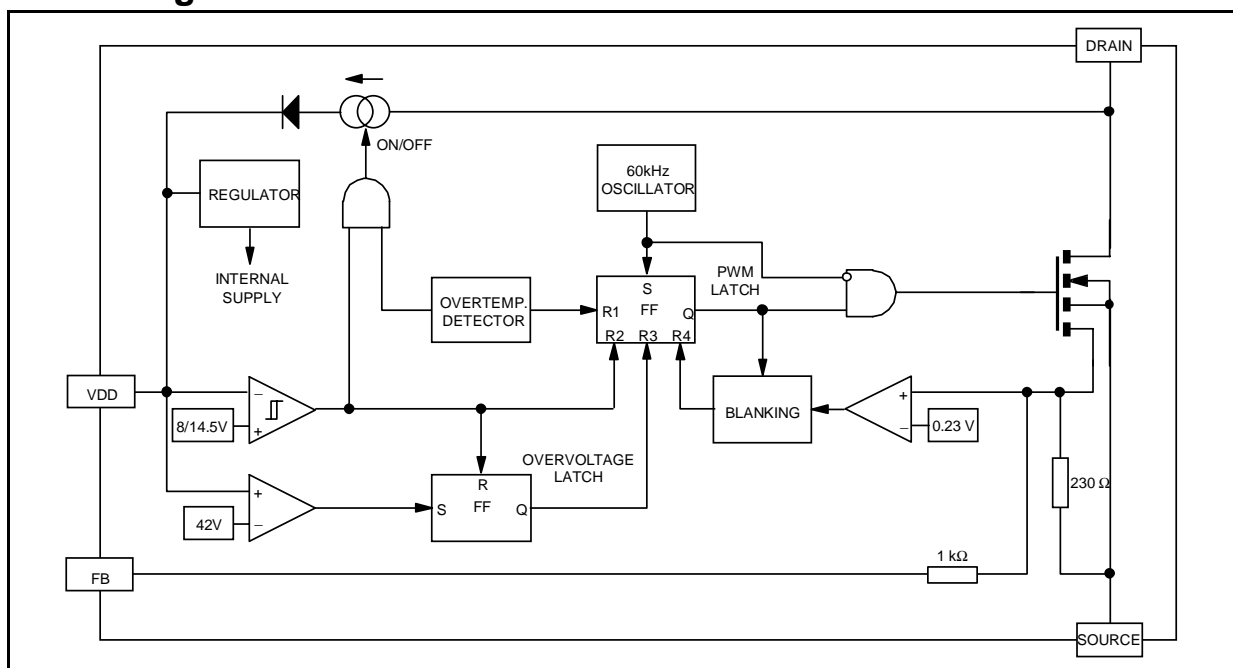 g
DRAIN
ON/OFF
60kHz
OSCILLATOR
REGULATOR
INTERNAL
SUPPLY
PWM
LATCH
S
OVERTEMP.
DETECTOR
R1
FF
Q
R2
R3
R4
VDD
−
8/14.5V
+
BLANKING
+
−
0.23 V
OVERVOLTAGE
LATCH
R
230 Ω
+
S
FF
Q
42V
−
1 kΩ
FB
SOURCE